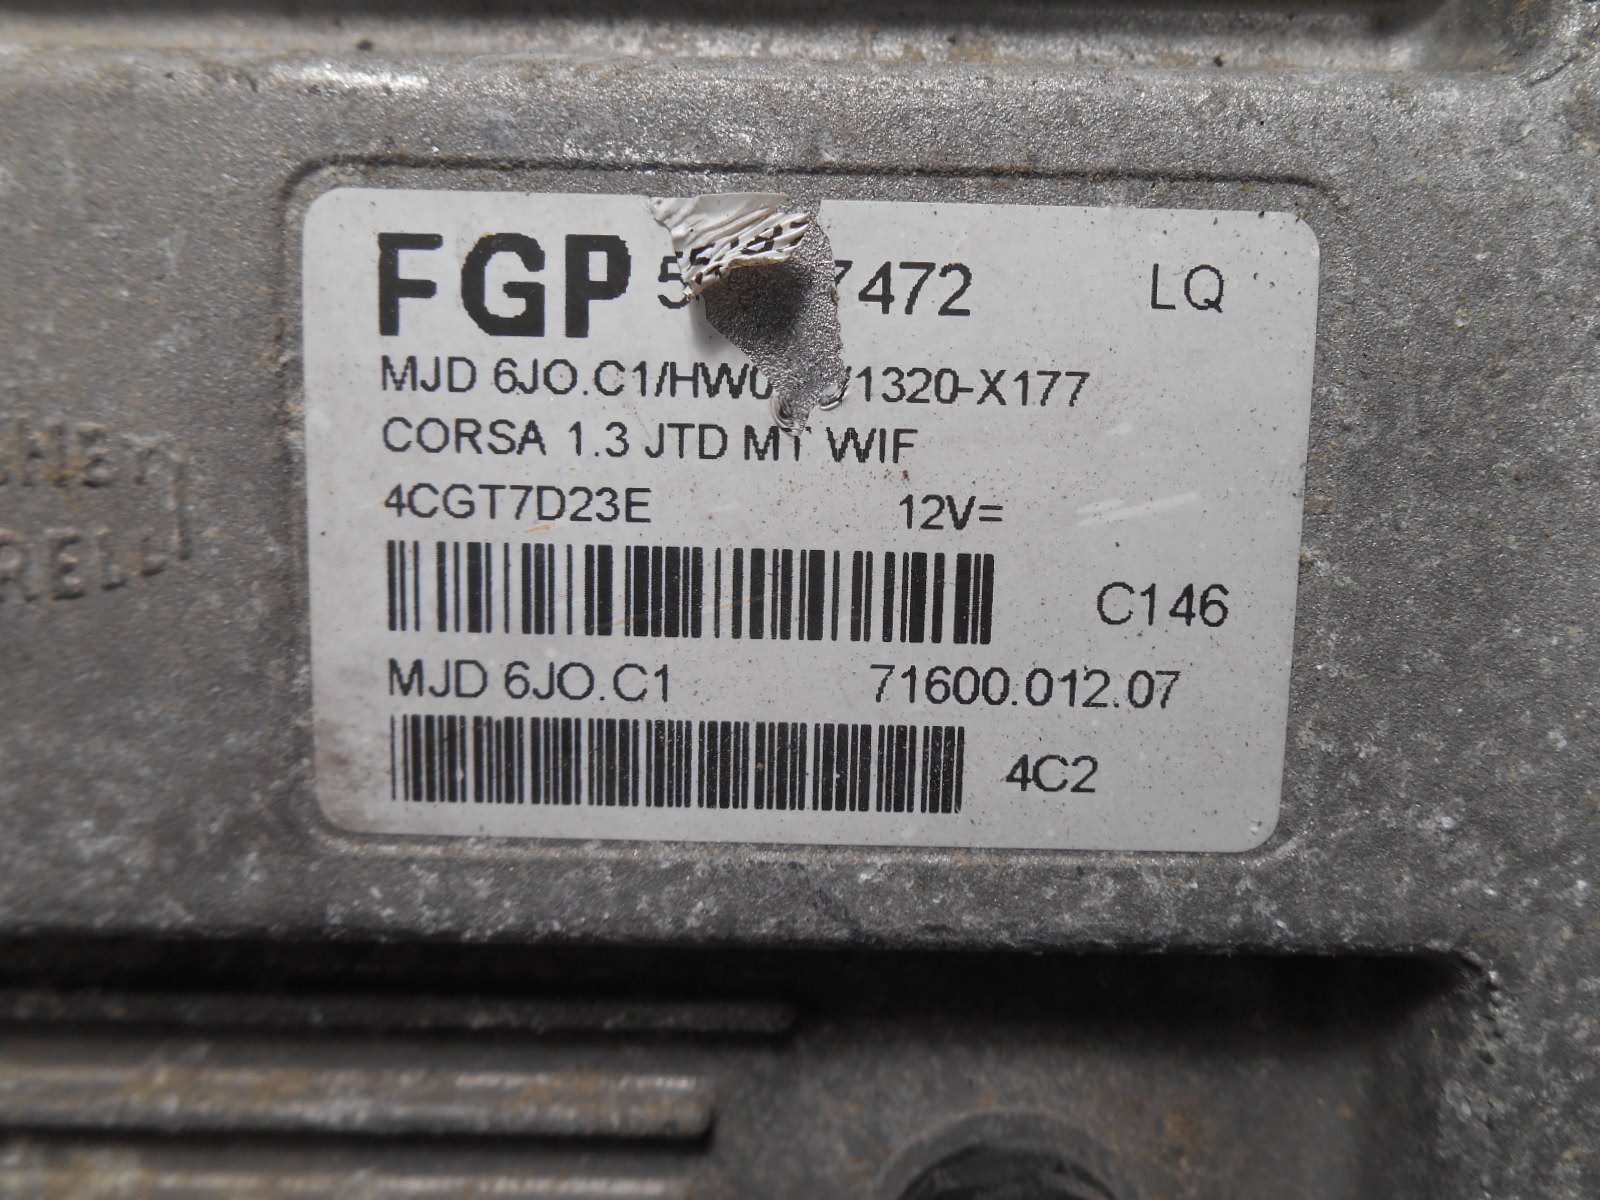 FGP 7472 LQ
MJD 6JO.C1/HW0 /1320-X177
CORSA 1.3 JTD MT WIF
4CGT7D23E 12V=
C146
MJD 6JO.C1 71600.012.07
4C2